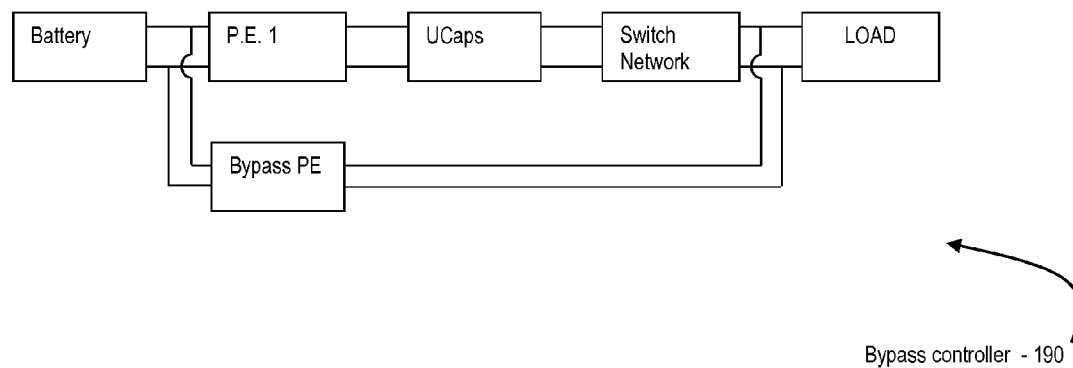 Battery
P.E. 1
UCaps
Switch
Network
LOAD
Bypass PE
Bypass controller - 190